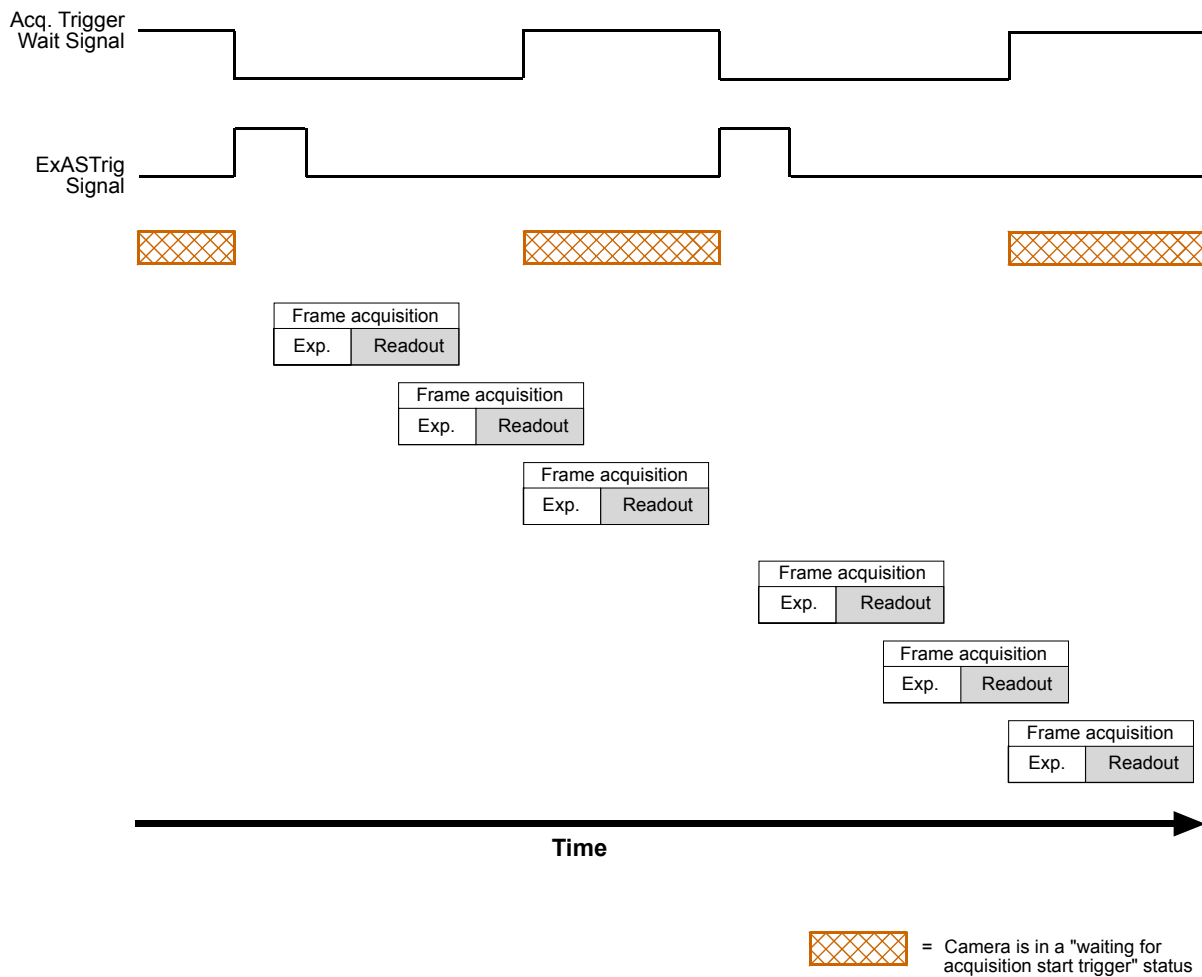 Acq. Trigger
Wait Signal
ExASTrig
Signal
Frame acquisition
Exp.
Readout
Frame acquisition
Exp.
Readout
Frame acquisition
Exp.
Readout
Frame acquisition
Exp.
Readout
Frame acquisition
Exp.
Readout
Frame acquisition
Exp.
Readout
Time
= Camera is in a "waiting for
acquisition start trigger" status